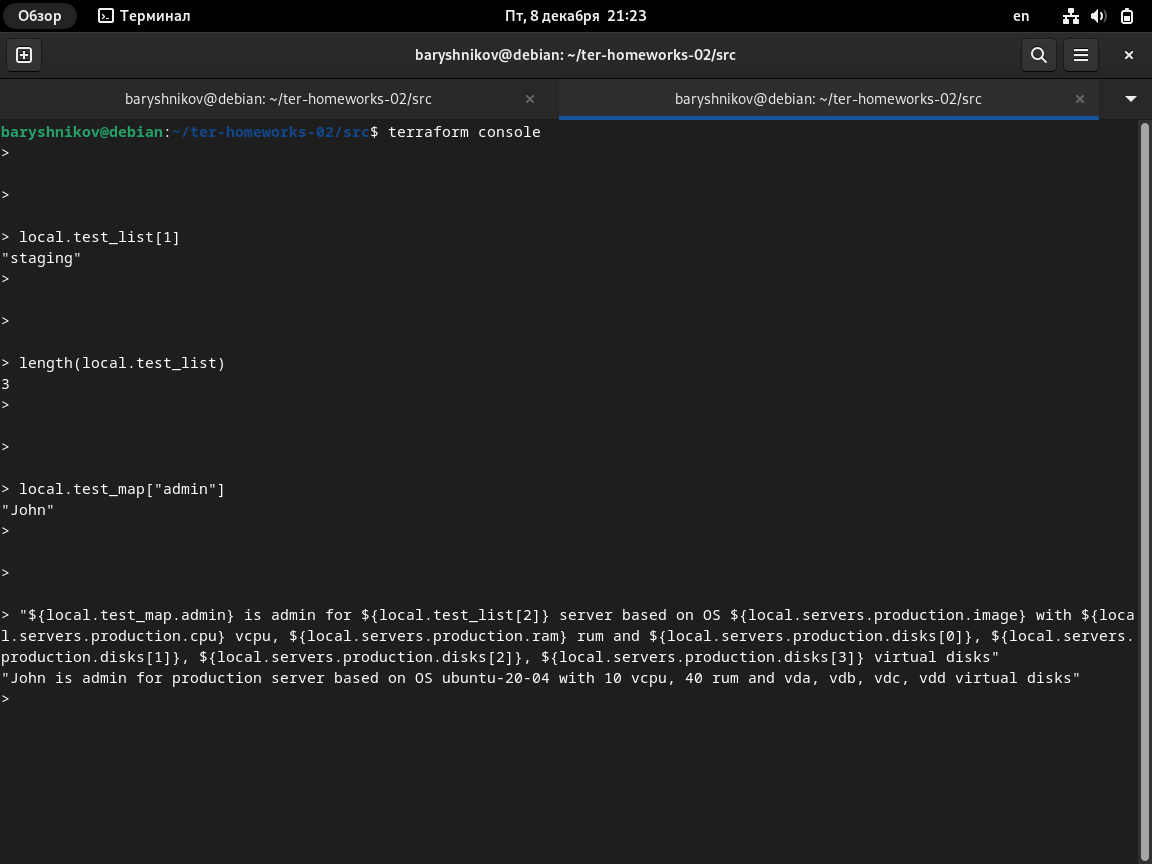 Обзор
Терминал
Пт, 8 декабря 21:23
en
baryshnikov@debian: ~/ter-homeworks-02/src
baryshnikov@debian: ~/ter-homeworks-02/src
baryshnikov@debian: ~/ter-homeworks-02/src
baryshnikov@debian:~/ter-homeworks-02/src$ terraform console
>
>
> local.test_list[1]
"staging"
>
>
> length(local.test_list)
3
>
>
> local.test_map["admin"]
"John"
>
>
> "${local.test_map.admin} is admin for ${local.test_list[2]} server based on OS ${local.servers.production.image} with ${loca
l.servers.production.cpu} vcpu, ${local.servers.production.ram} rum and ${local.servers.production.disks[0]}, ${local.servers.
production.disks[1]}, ${local.servers.production.disks[2]}, ${local.servers.production.disks[3]} virtual disks"
"John is admin for production server based on OS ubuntu-20-04 with 10 vcpu, 40 rum and vda, vdb, vdc, vdd virtual disks"
>